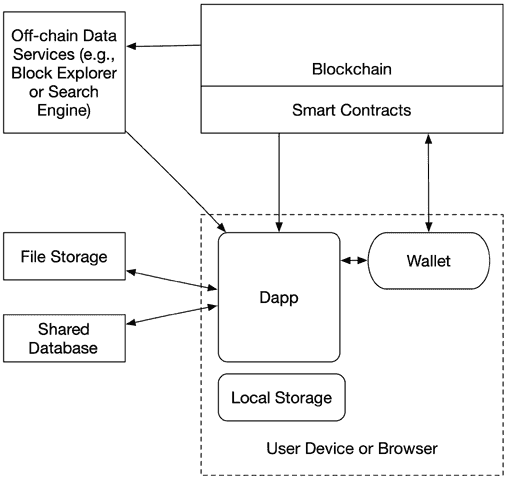 Off-chain Data
Services (e.g.,
Block Explorer
or Search
Engine)
Blockchain
Smart Contracts
File Storage
Shared
Database
Dapp
Wallet
Local Storage
User Device or Browser